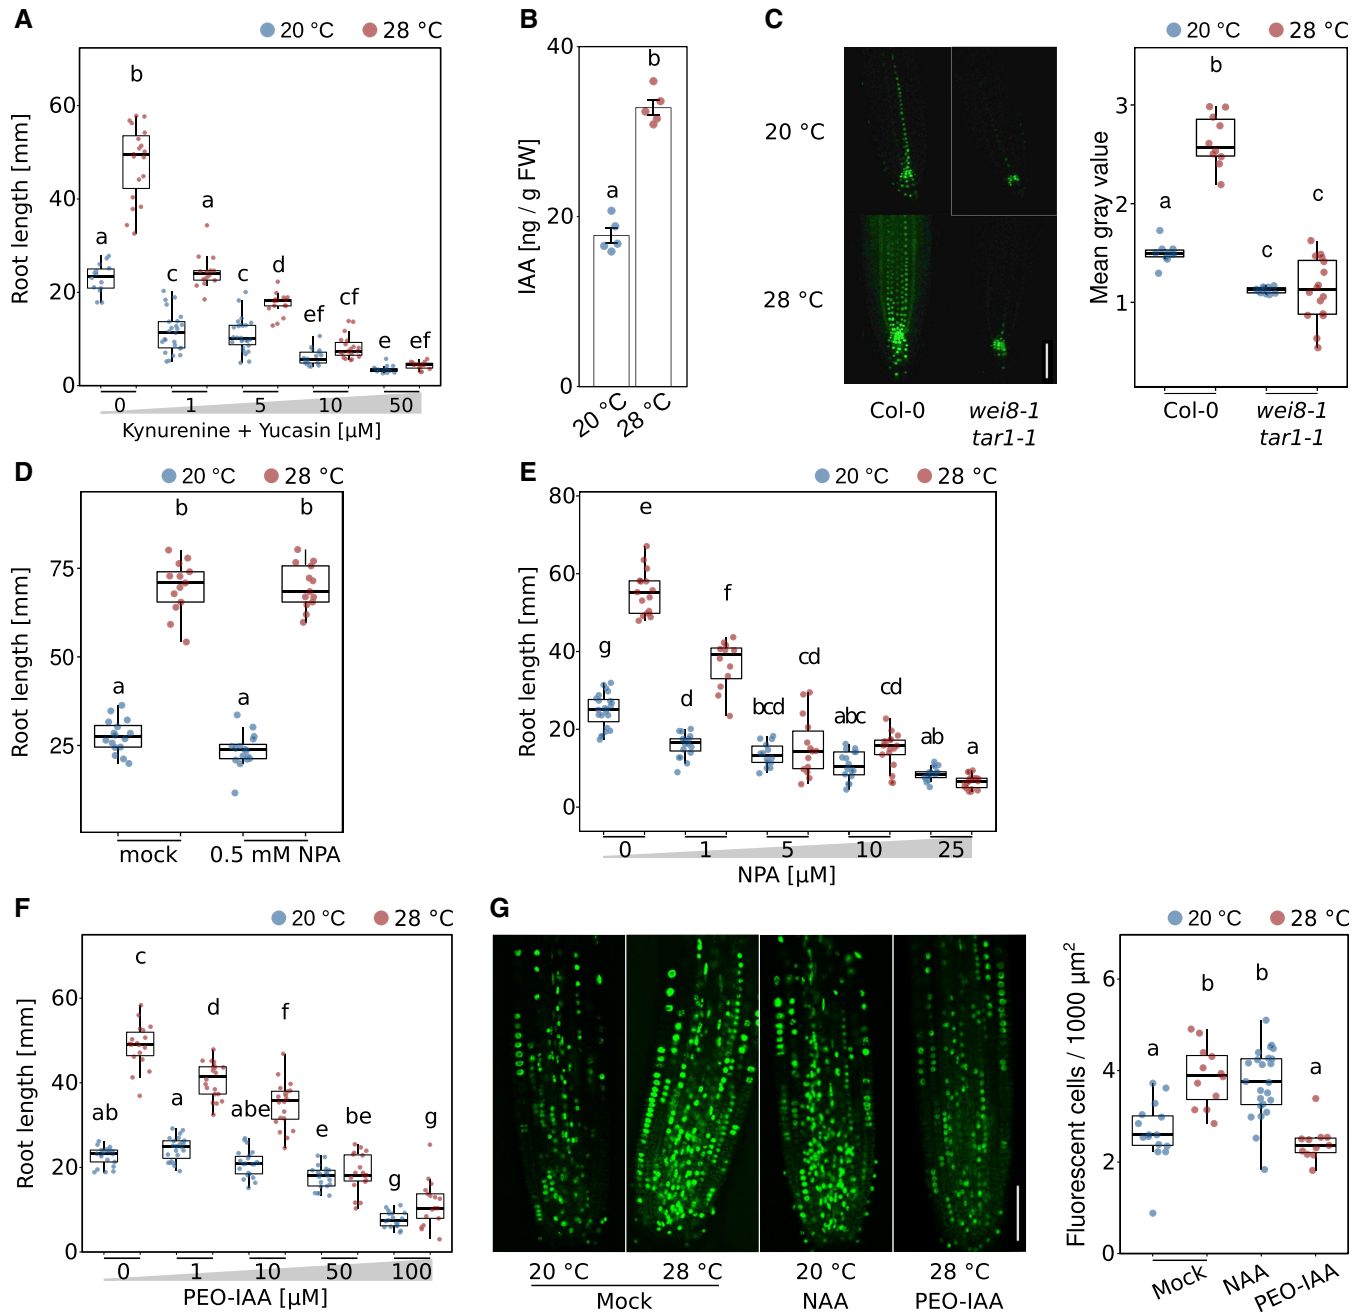 A
20 °C 28 °C
b
a
a
c
c
d
ef
cf
e
ef
Root length [mm]
60
40
20
0
0 1 5 10 50
Kynurenine + Yucasin [µM]
B
b
a
IAA [ng / g FW]
40
20
0
20 °C
28 °C
C
20 °C
28 °C
Col-0
wei8-1
tar1-1
20 °C 28 °C
a
b
c
c
Mean gray value
3
2
1
Col-0
wei8-1
tar1-1
D
20 °C 28 °C
b
b
a
a
Root length [mm]
75
50
25
mock 0.5 mM NPA
E
20 °C 28 °C
g
e
d
f
bcd
cd
abc
cd
ab
a
Root length [mm]
80
60
40
20
0
0 1 5 10 25
NPA [µM]
F
20 °C 28 °C
ab
c
a
d
abe
f
e
be
g
g
Root length [mm]
60
40
20
0
0 1 10 50 100
PEO-IAA [µM]
G
20 °C 28 °C 20 °C 28 °C
Mock NAA PEO-IAA
20 °C 28 °C
a
b
b
a
Fluorescent cells / 1000 µm²
6
4
2
0
Mock
NAA
PEO-IAA